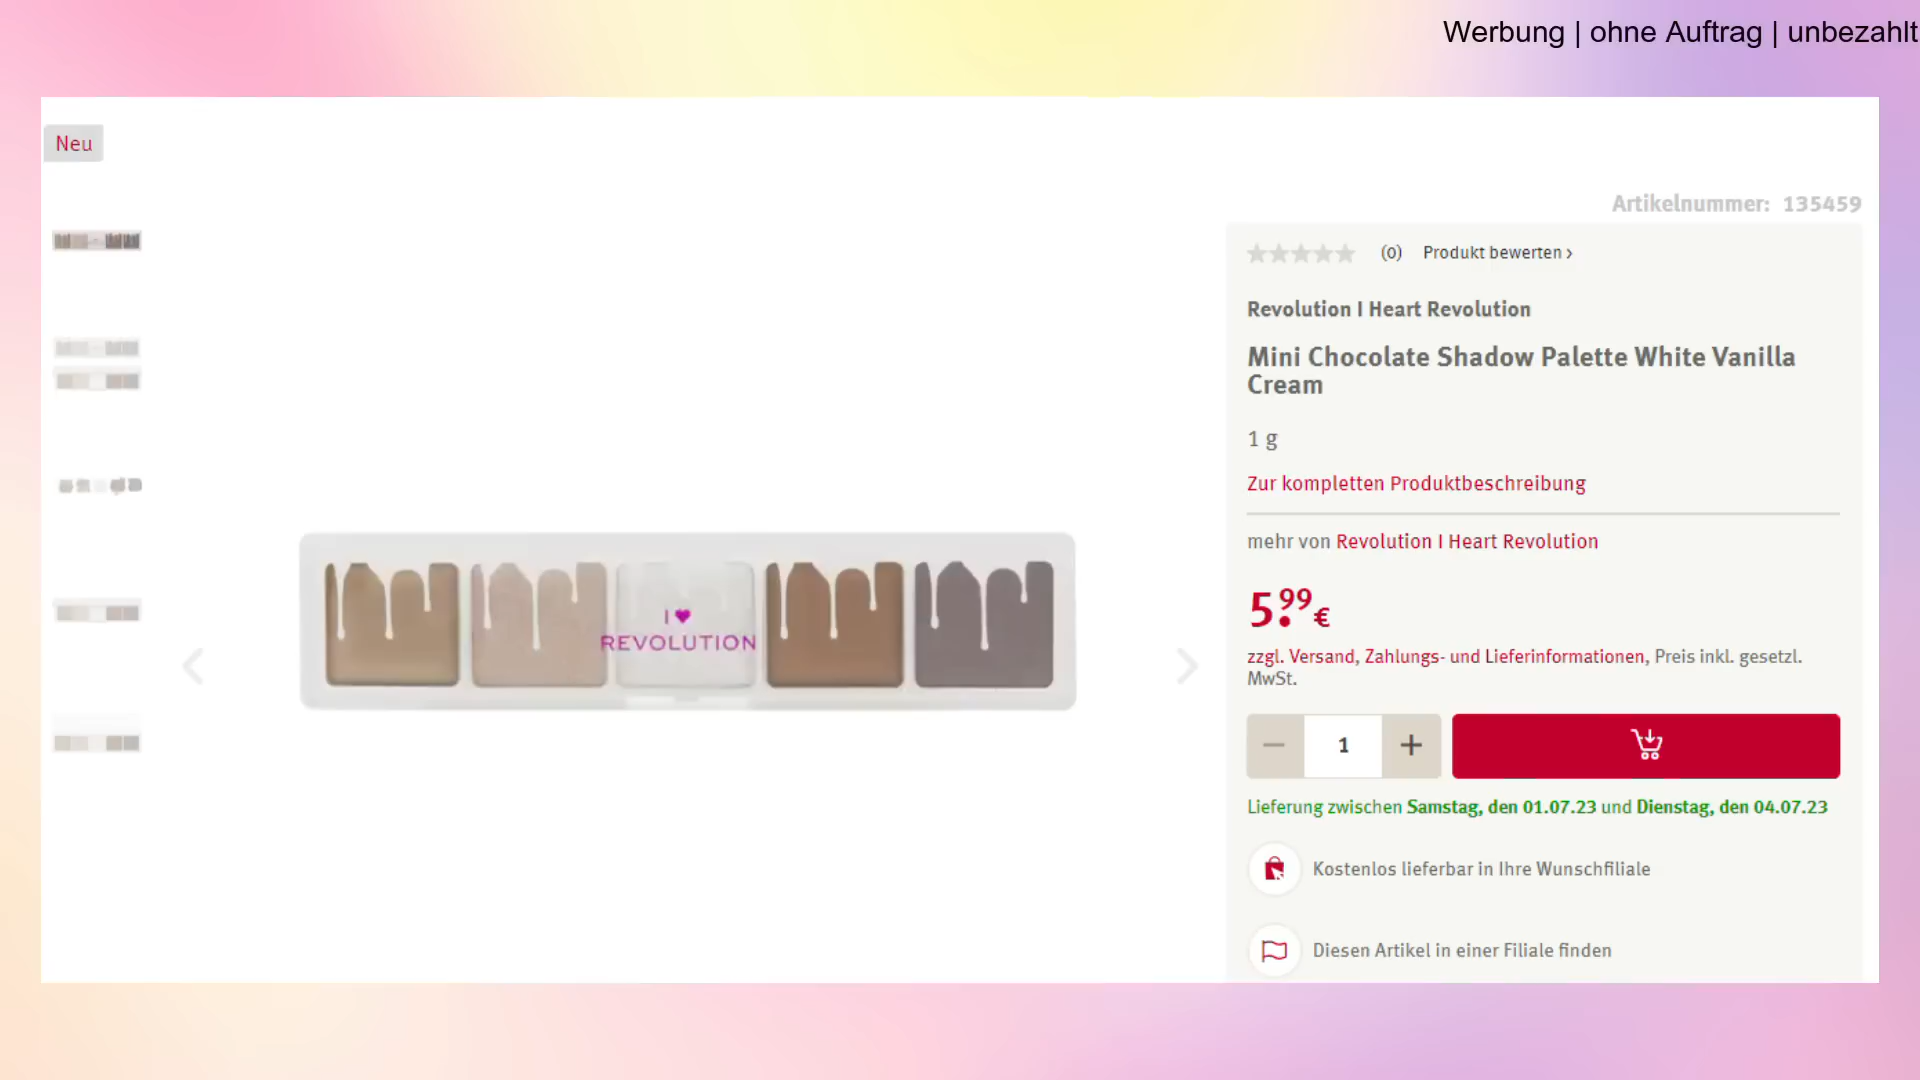 Werbung | ohne Auftrag | unbezahlt
Neu
Artikelnummer: 135459
(0) Produkt bewerten ›
Revolution I Heart Revolution
Mini Chocolate Shadow Palette White Vanilla
Cream
1 g
Zur kompletten Produktbeschreibung
mehr von Revolution I Heart Revolution
5.99 €
zzgl. Versand, Zahlungs- und Lieferinformationen, Preis inkl. gesetzl.
MwSt.
− 1 +
Lieferung zwischen Samstag, den 01.07.23 und Dienstag, den 04.07.23
Kostenlos lieferbar in Ihre Wunschfiliale
Diesen Artikel in einer Filiale finden
I ♥
REVOLUTION